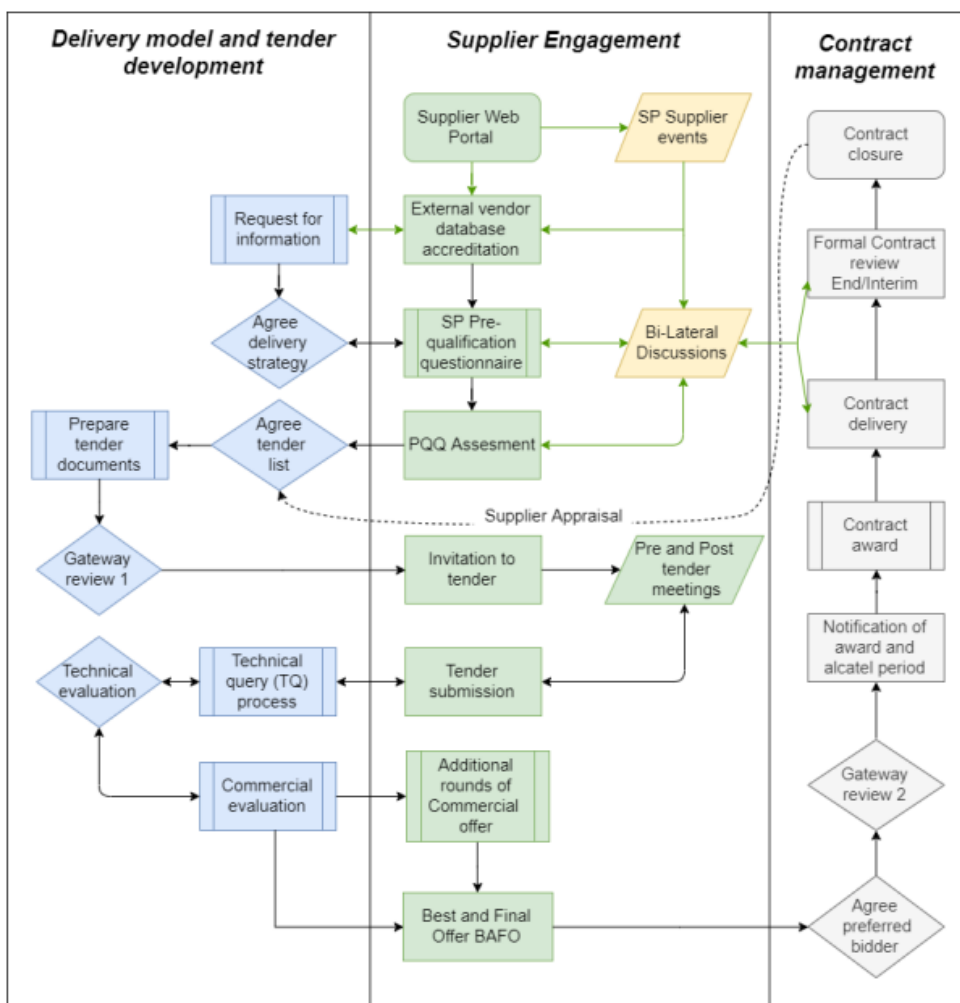 Delivery model and tender
development
Supplier Engagement
Contract
management
Supplier Web
Portal
SP Supplier
events
Contract
closure
Request for
information
External vendor
database
accreditation
Formal Contract
review
End/Interim
Agree
delivery
strategy
SP Pre-
qualification
questionnaire
Bi-Lateral
Discussions
Contract
delivery
Prepare
tender
documents
Agree
tender
list
PQQ Assesment
Supplier Appraisal
Contract
award
Gateway
review 1
Invitation to
tender
Pre and Post
tender
meetings
Notification of
award and
alcatel period
Technical
evaluation
Technical
query (TQ)
process
Tender
submission
Gateway
review 2
Commercial
evaluation
Additional
rounds of
Commercial
offer
Best and Final
Offer BAFO
Agree
preferred
bidder